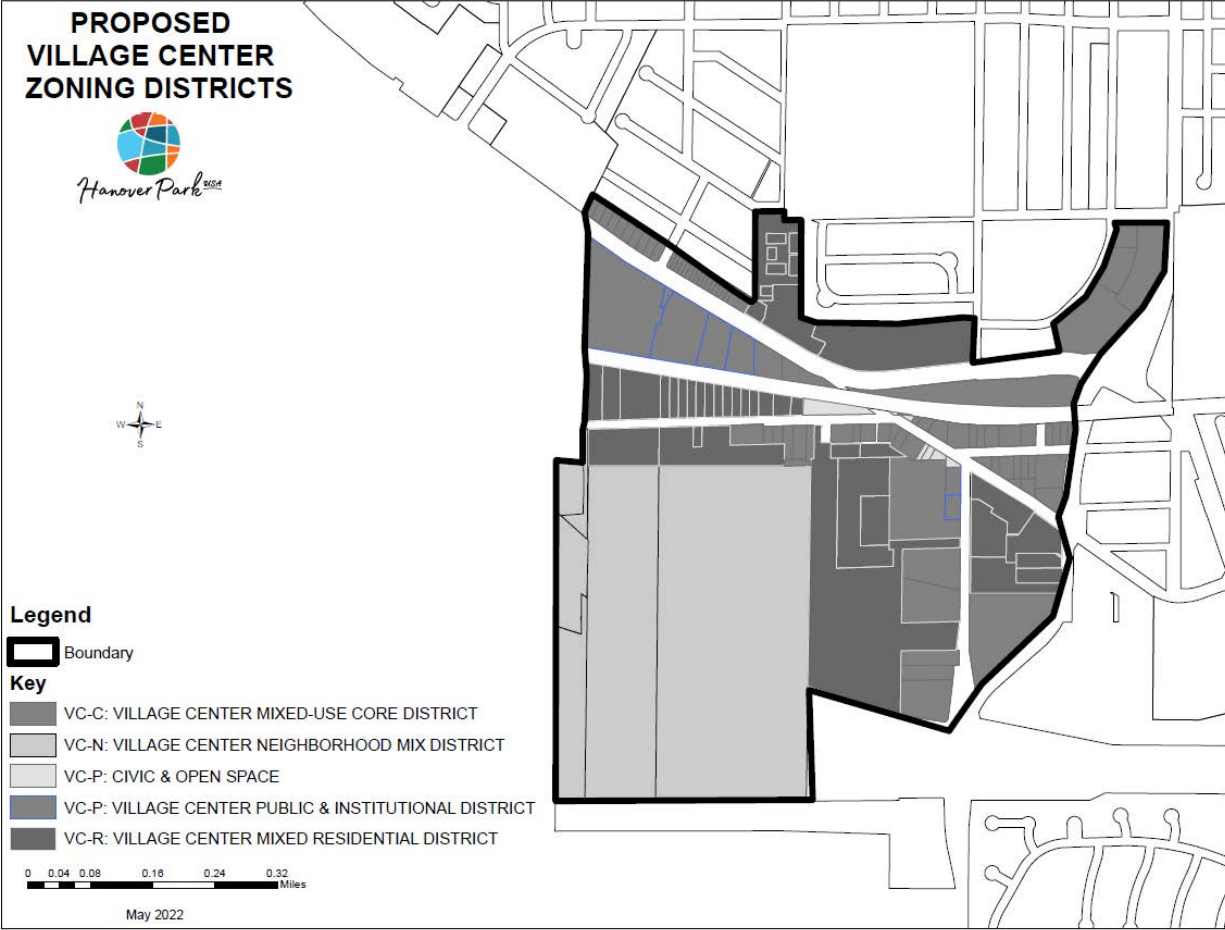 PROPOSED
VILLAGE CENTER
ZONING DISTRICTS
Hanover Park USA
N
W E
S
Legend
Boundary
Key
VC-C: VILLAGE CENTER MIXED-USE CORE DISTRICT
VC-N: VILLAGE CENTER NEIGHBORHOOD MIX DISTRICT
VC-P: CIVIC & OPEN SPACE
VC-P: VILLAGE CENTER PUBLIC & INSTITUTIONAL DISTRICT
VC-R: VILLAGE CENTER MIXED RESIDENTIAL DISTRICT
0 0.04 0.08 0.16 0.24 0.32
Miles
May 2022